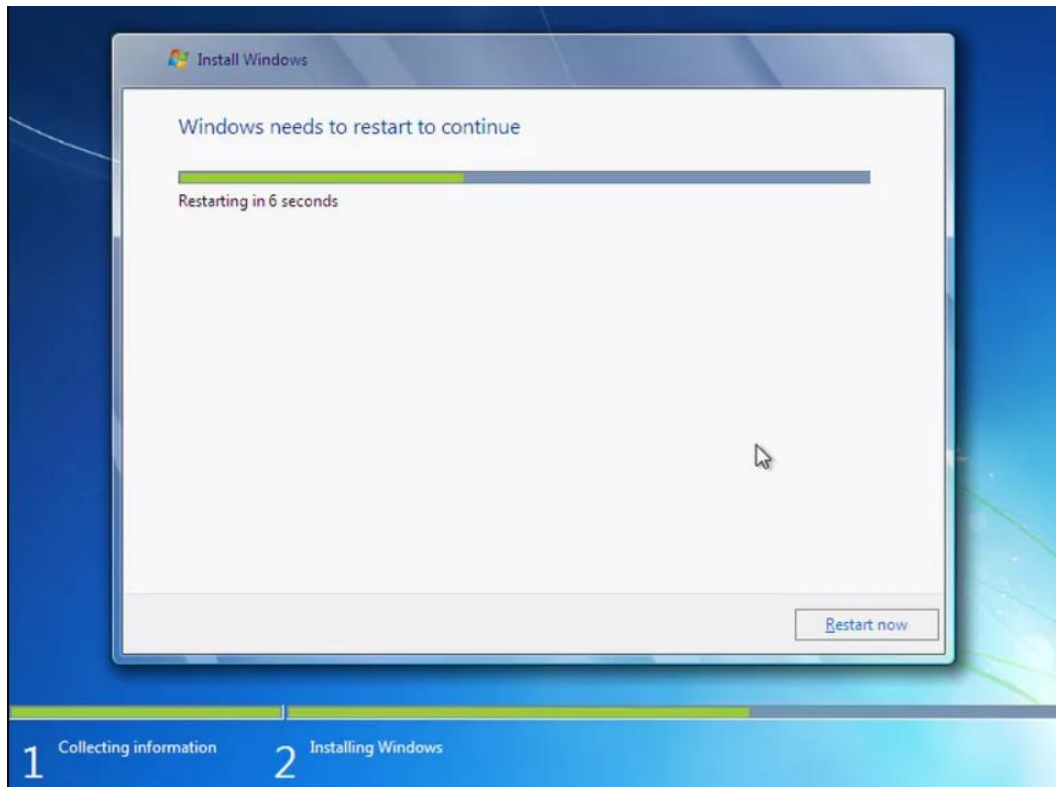 Install Windows
Windows needs to restart to continue
Restarting in 6 seconds
Restart now
1 Collecting information
2 Installing Windows